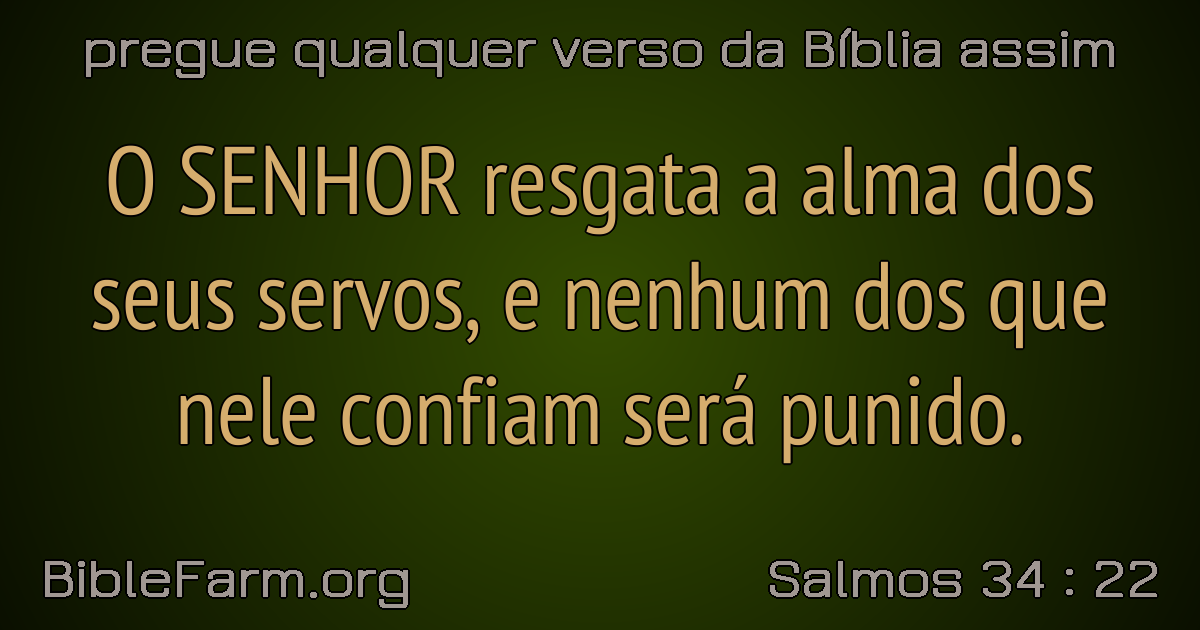 pregue qualquer verso da Bíblia assim
O SENHOR resgata a alma dos
seus servos, e nenhum dos que
nele confiam será punido.
BibleFarm.org
Salmos 34 : 22